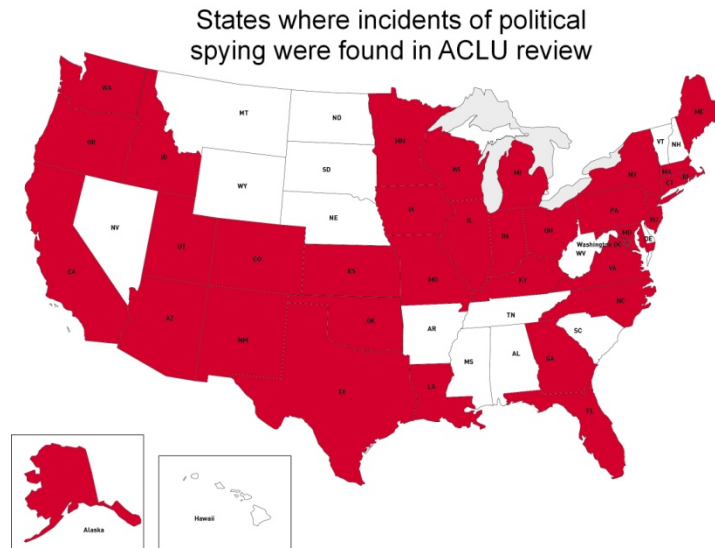 States where incidents of political
spying were found in ACLU review
WA
MT
ND
MN
ME
VT
NH
OR
ID
SD
WI
MI
NY
MA
CT
RI
WY
NE
IA
PA
NJ
NV
UT
CO
IL
IN
OH
MD
DE
Washington DC
WV
VA
CA
KS
MO
KY
AZ
NM
OK
AR
TN
NC
SC
MS
AL
GA
TX
LA
FL
Alaska
Hawaii